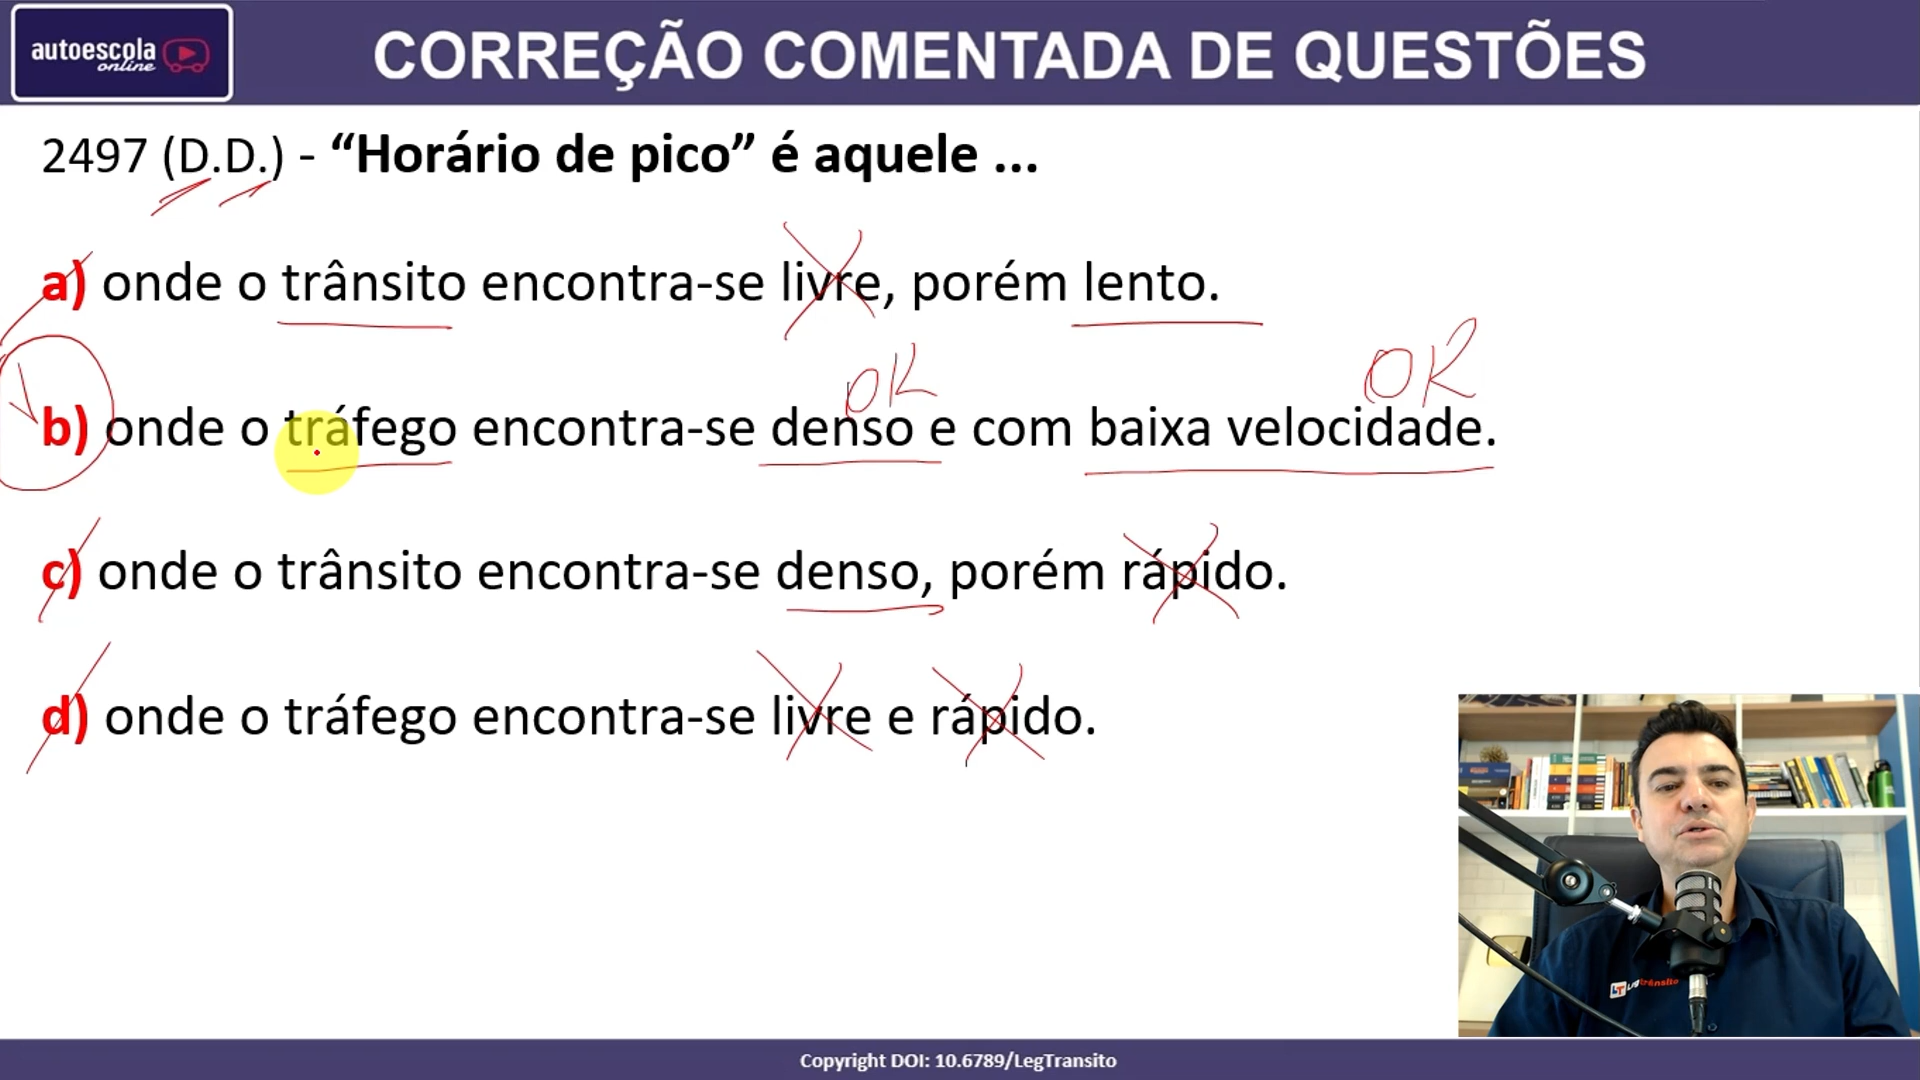 autoescola
online
CORREÇÃO COMENTADA DE QUESTÕES
2497 (D.D.) - “Horário de pico” é aquele ...
a) onde o trânsito encontra-se livre, porém lento.
OK OK
b) onde o tráfego encontra-se denso e com baixa velocidade.
c) onde o trânsito encontra-se denso, porém rápido.
d) onde o tráfego encontra-se livre e rápido.
LT Legtrânsito
Copyright DOI: 10.6789/LegTransito